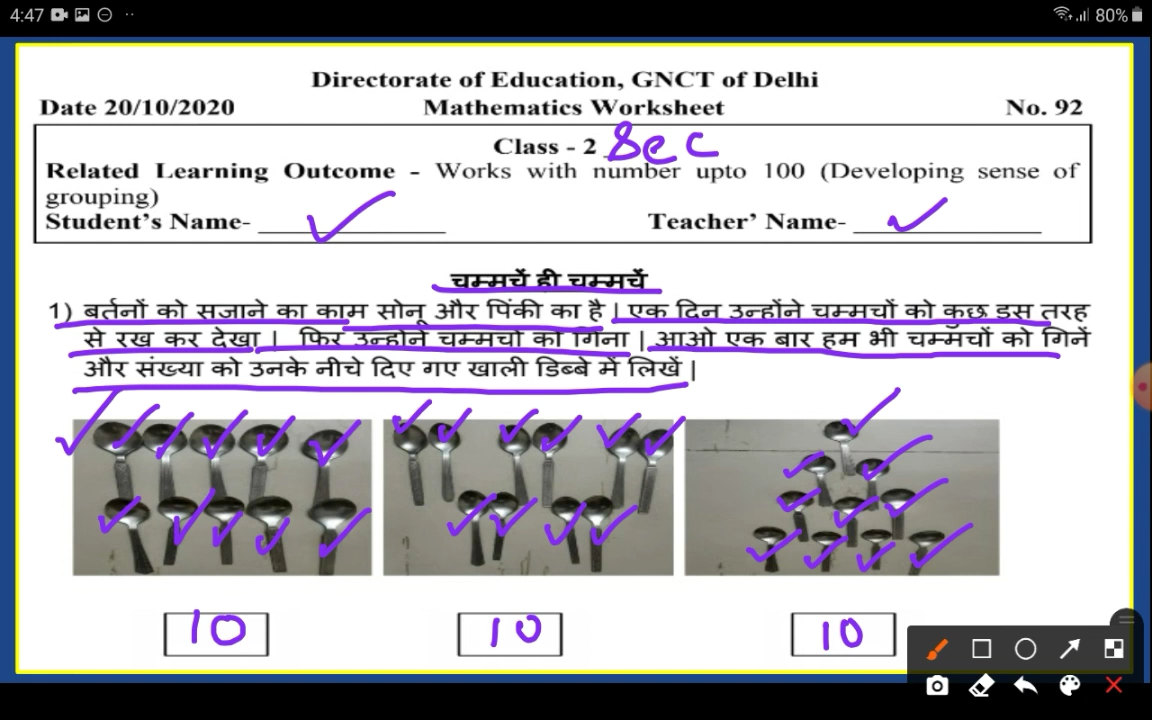 4:47 80%
Directorate of Education, GNCT of Delhi
Date 20/10/2020 Mathematics Worksheet No. 92
Class - 2 Sec
Related Learning Outcome - Works with number upto 100 (Developing sense of
grouping)
Student's Name- Teacher' Name-
चम्मचें ही चम्मचें
1) बर्तनों को सजाने का काम सोनू और पिंकी का है | एक दिन उन्होंने चम्मचों को कुछ इस तरह
से रख कर देखा | फिर उन्होंने चम्मचों को गिना | आओ एक बार हम भी चम्मचों को गिनें
और संख्या को उनके नीचे दिए गए खाली डिब्बे में लिखें |
10 10 10